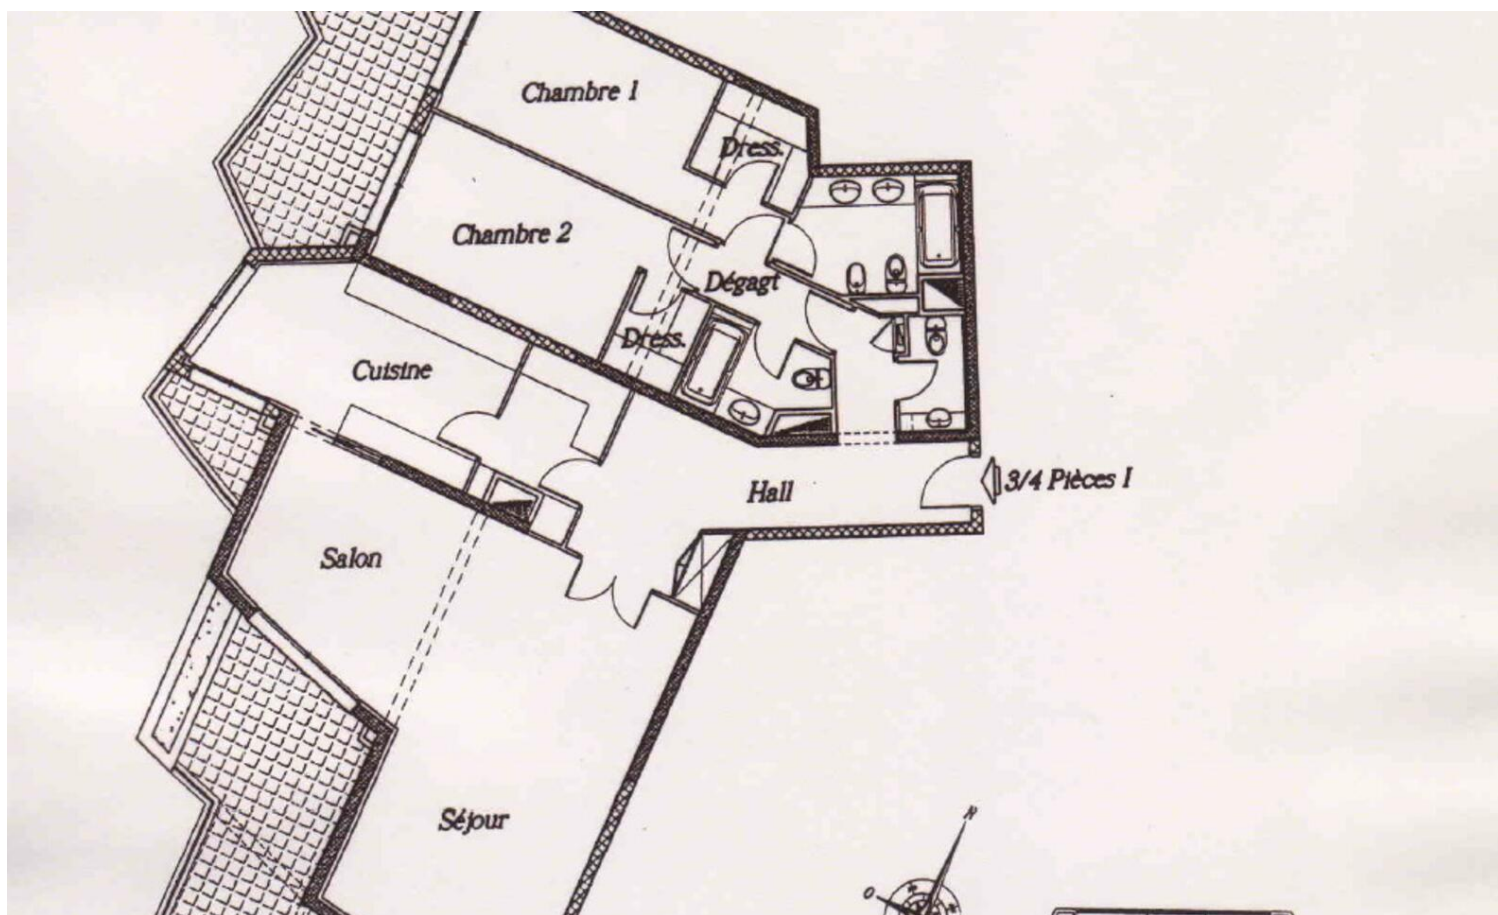 Chambre 1
Dress.
Chambre 2
Dégagt
Dress.
Cuisine
Hall
3/4 Pièces I
Salon
Séjour
N
O